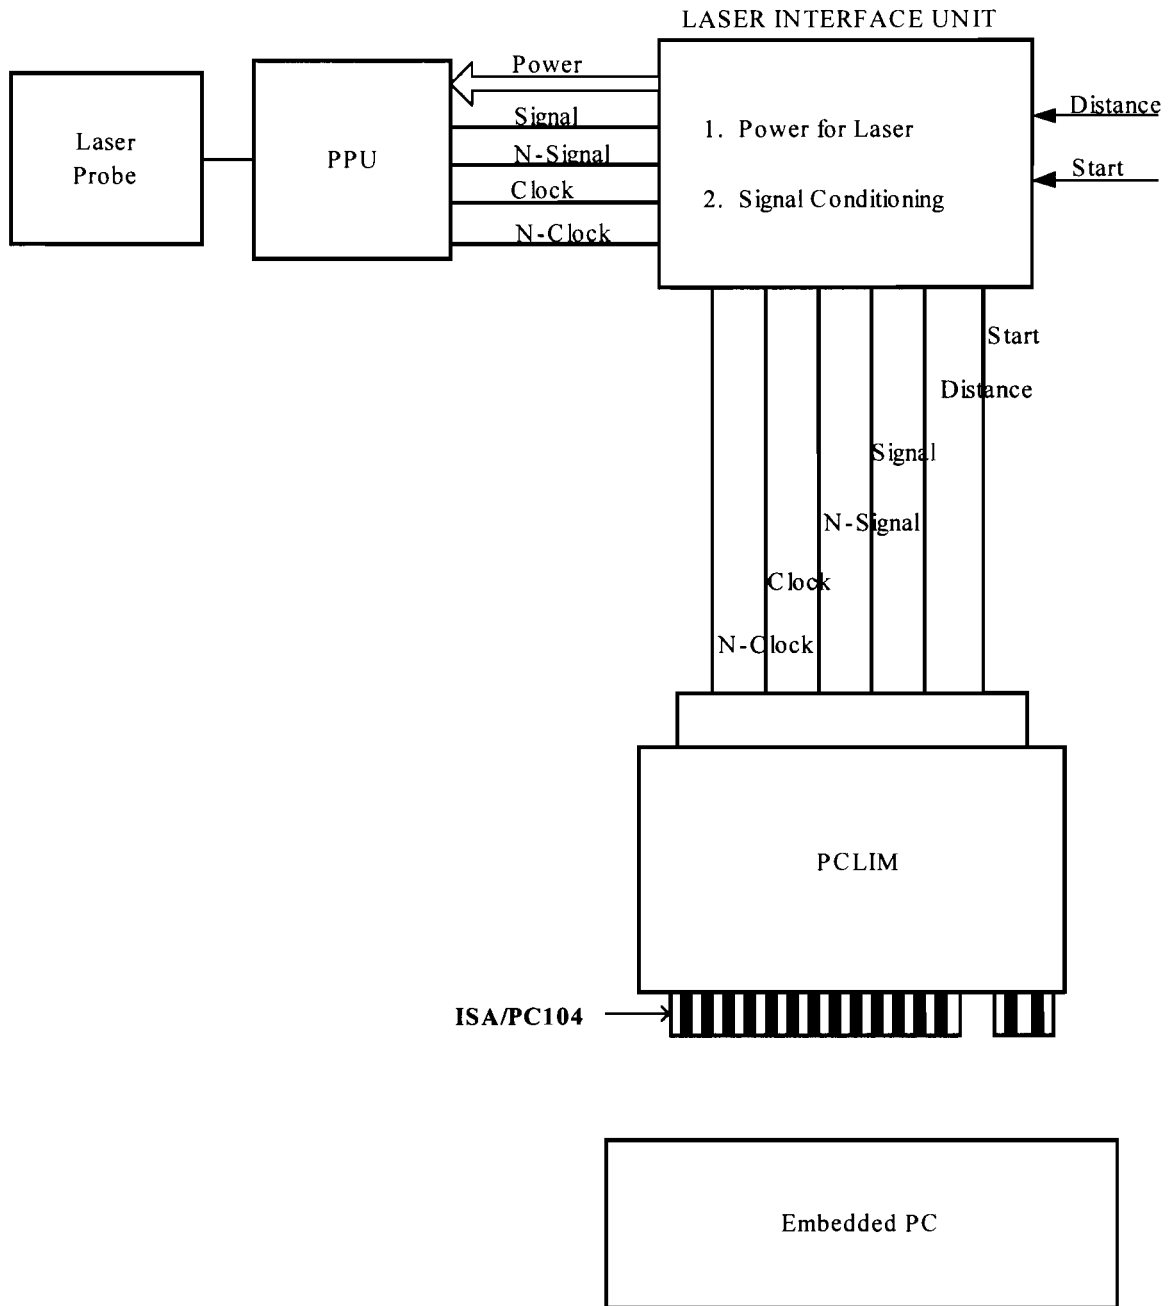 LASER INTERFACE UNIT
Power
Signal
N-Signal
Clock
N-Clock
Laser
Probe
PPU
1. Power for Laser
2. Signal Conditioning
Distance
Start
Start
Distance
Signal
N-Signal
Clock
N-Clock
PCLIM
ISA/PC104
Embedded PC